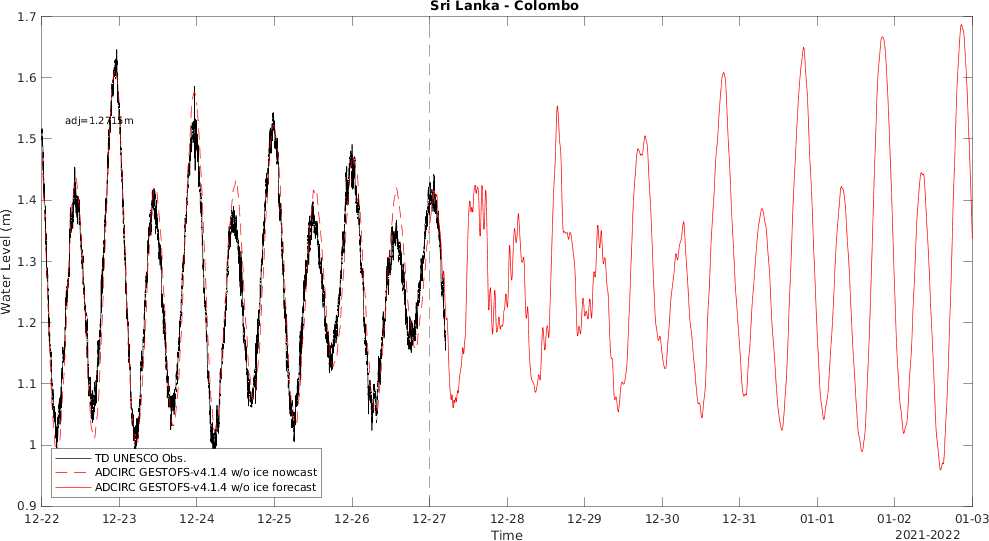 Sri Lanka - Colombo
1.7
1.6
1.5
1.4
1.3
1.2
1.1
1
0.9
Water Level (m)
adj=1.2715m
TD UNESCO Obs.
ADCIRC GESTOFS-v4.1.4 w/o ice nowcast
ADCIRC GESTOFS-v4.1.4 w/o ice forecast
12-22 12-23 12-24 12-25 12-26 12-27 12-28 12-29 12-30 12-31 01-01 01-02 01-03
Time
2021-2022